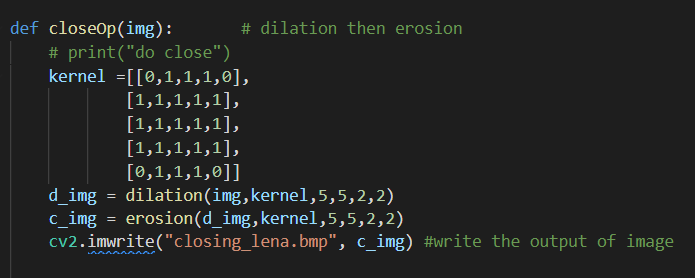 def closeOp(img):        # dilation then erosion
    # print("do close")
    kernel =[[0,1,1,1,0],
            [1,1,1,1,1],
            [1,1,1,1,1],
            [1,1,1,1,1],
            [0,1,1,1,0]]
    d_img = dilation(img,kernel,5,5,2,2)
    c_img = erosion(d_img,kernel,5,5,2,2)
    cv2.imwrite("closing_lena.bmp", c_img) #write the output of image